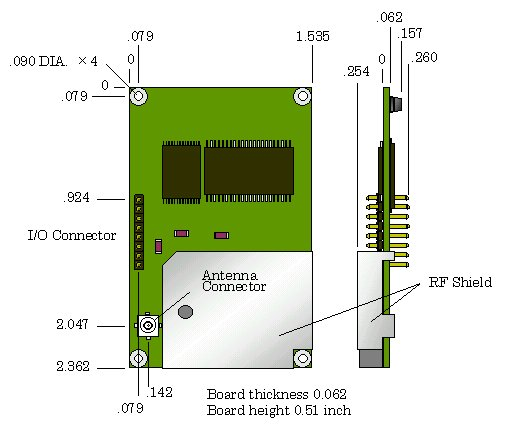 .079
1.535
.062
.157
.260
.254
0
.090 DIA. × 4
0
0
.079
.924
I/O Connector
Antenna
Connector
RF Shield
2.047
2.362
.142
.079
Board thickness 0.062
Board height 0.51 inch